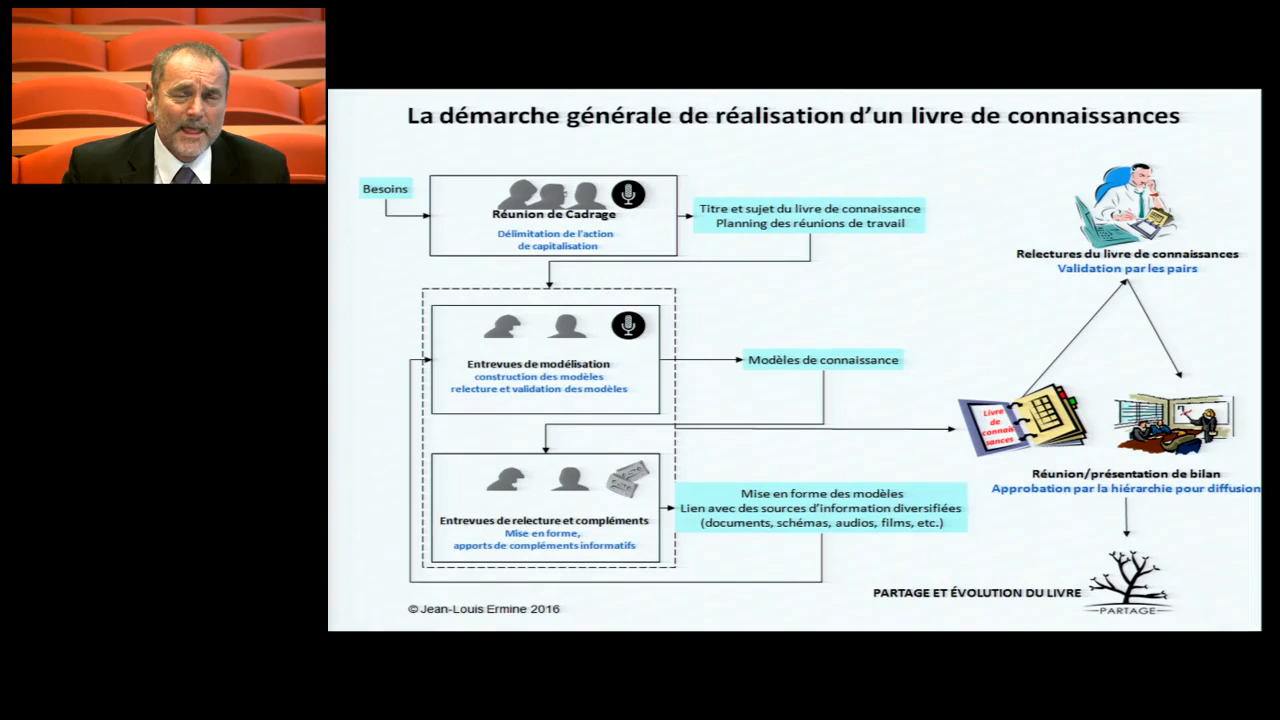 La démarche générale de réalisation d'un livre de connaissances
Besoins
Réunion de Cadrage
Délimitation de l'action
de capitalisation
Titre et sujet du livre de connaissance
Planning des réunions de travail
Relectures du livre de connaissances
Validation par les pairs
Entrevues de modélisation
construction des modèles
relecture et validation des modèles
Modèles de connaissance
Livre
de
connais
sances
Réunion/présentation de bilan
Approbation par la hiérarchie pour diffusion
Entrevues de relecture et compléments
Mise en forme,
apports de compléments informatifs
Mise en forme des modèles
Lien avec des sources d'information diversifiées
(documents, schémas, audios, films, etc.)
PARTAGE ET ÉVOLUTION DU LIVRE
PARTAGE
© Jean-Louis Ermine 2016